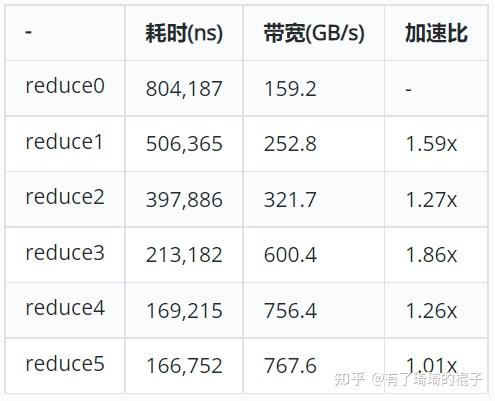 - 耗时(ns) 带宽(GB/s) 加速比
reduce0 804,187 159.2 -
reduce1 506,365 252.8 1.59x
reduce2 397,886 321.7 1.27x
reduce3 213,182 600.4 1.86x
reduce4 169,215 756.4 1.26x
reduce5 166,752 767.6 1.01x
知乎 @有了琦琦的棍子